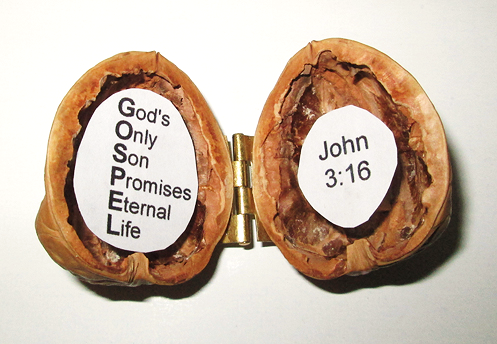 God's
Only
Son
Promises
Eternal
Life
John
3:16